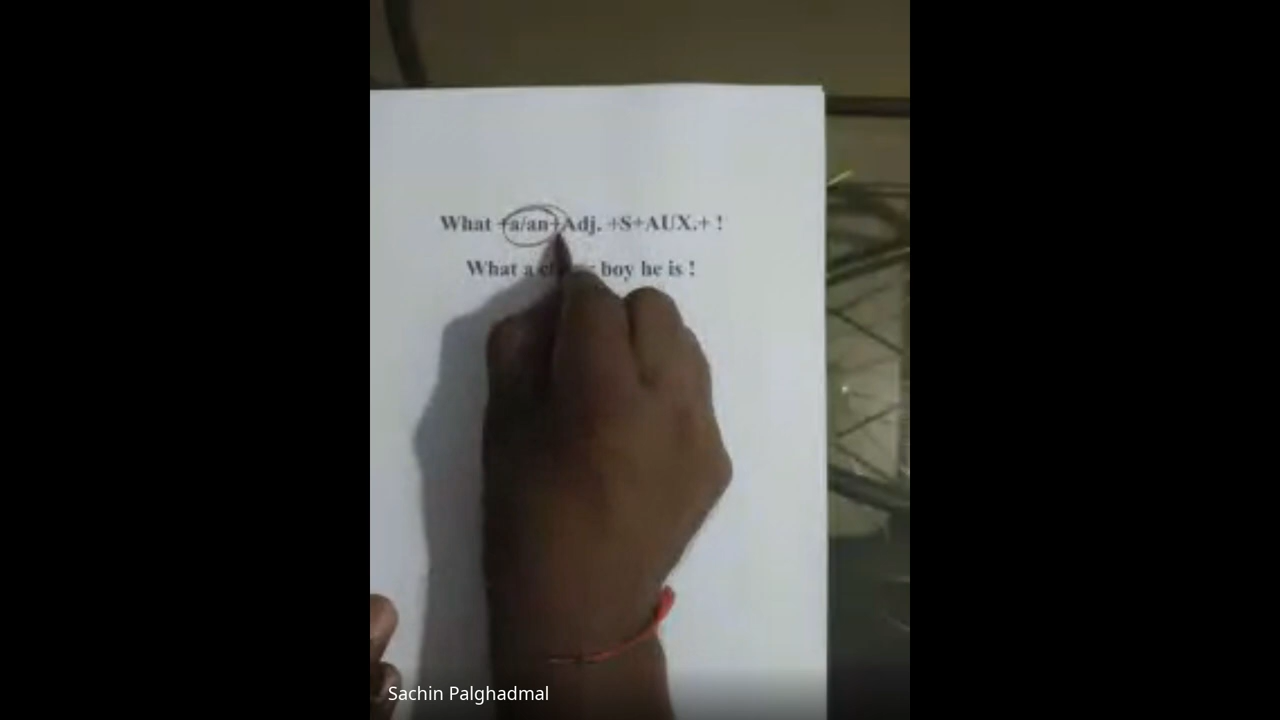 What +a/an+Adj. +S+AUX.+ !
What a boy he is !
Sachin Palghadmal